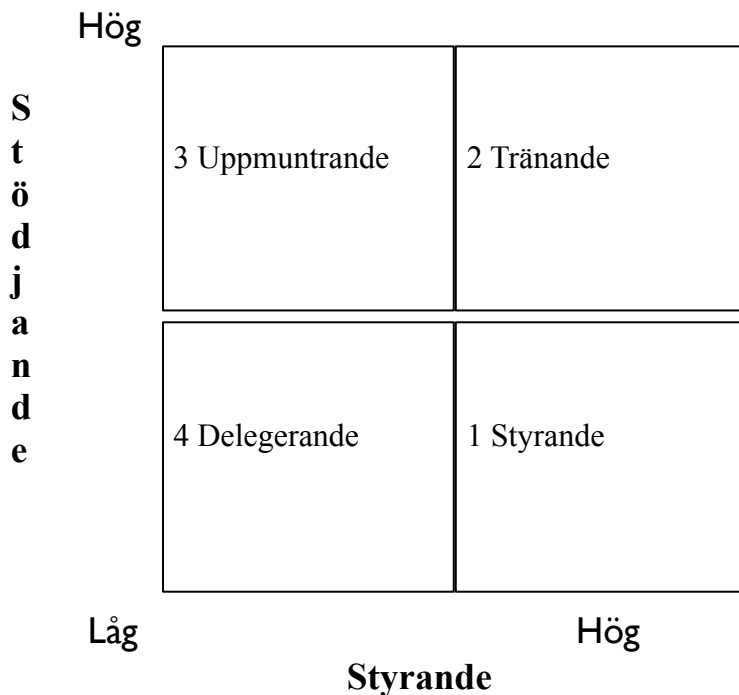 Hög
S
t
ö
d
j
a
n
d
e
3 Uppmuntrande
2 Tränande
4 Delegerande
1 Styrande
Låg
Hög
Styrande